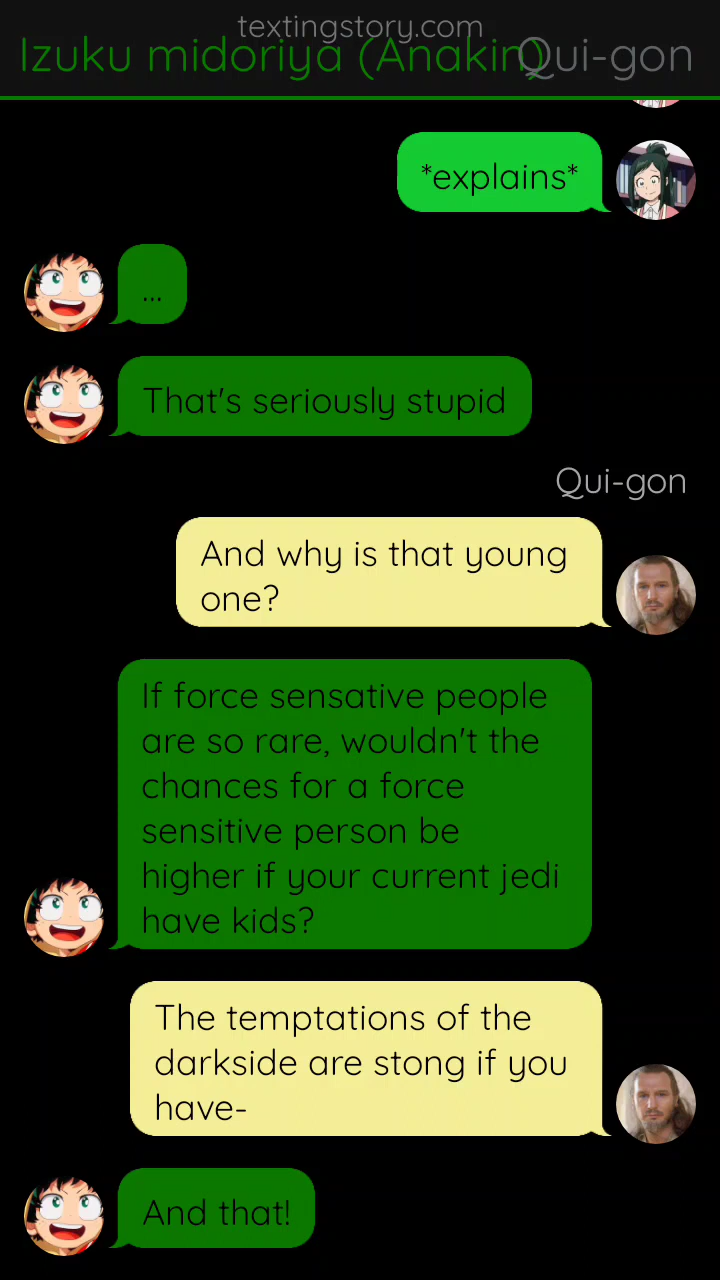 textingstory.com
Izuku midoriya (Anakin)
Qui-gon
*explains*
...
That's seriously stupid
Qui-gon
And why is that young
one?
If force sensative people
are so rare, wouldn't the
chances for a force
sensitive person be
higher if your current jedi
have kids?
The temptations of the
darkside are stong if you
have-
And that!